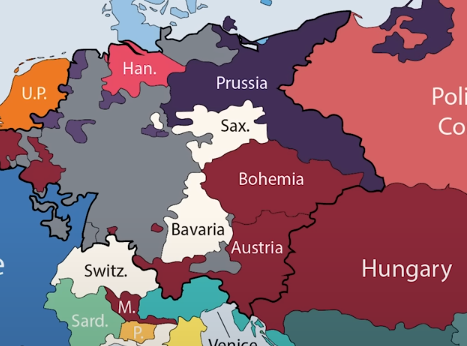 Han.
U.P.
Prussia
Poli
Co
Sax.
Bohemia
Bavaria
Austria
Switz.
Hungary
e
M.
Sard.
P.
Venice